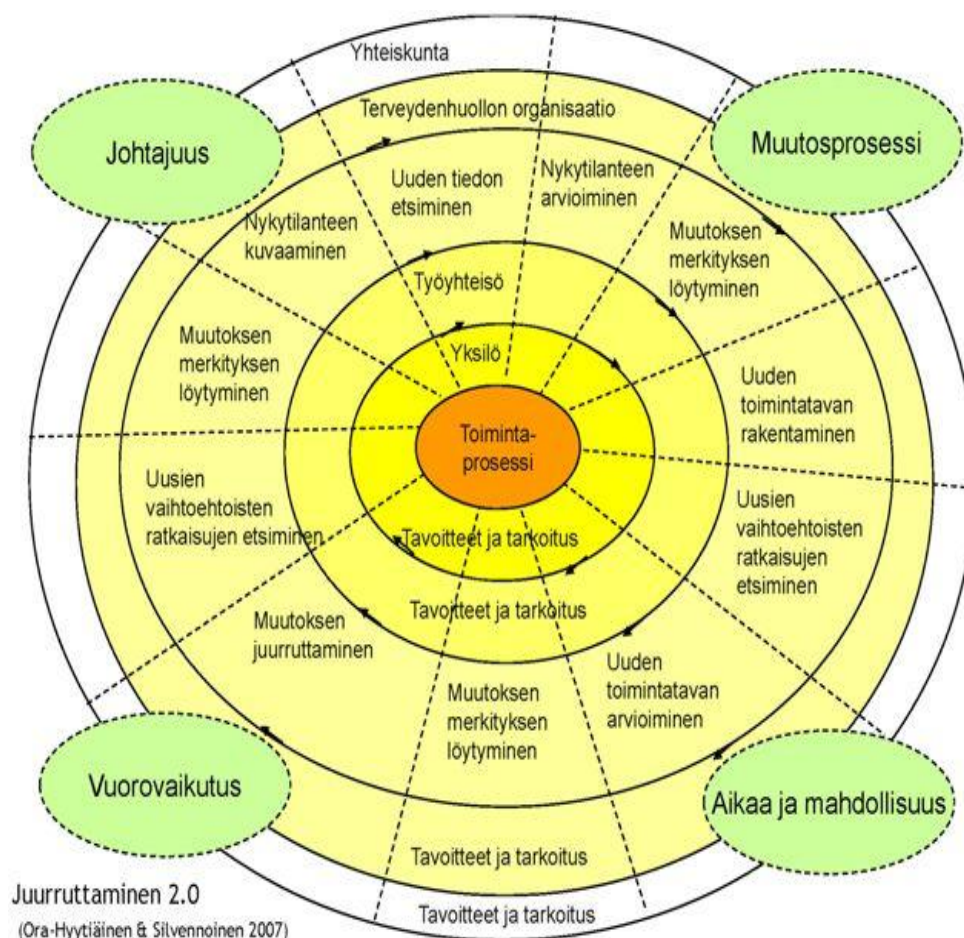 Yhteiskunta
Terveydenhuollon organisaatio
Johtajuus
Muutosprosessi
Nykytilanteen
kuvaaminen
Uuden tiedon
etsiminen
Nykytilanteen
arvioiminen
Muutoksen
merkityksen
löytyminen
Työyhteisö
Muutoksen
merkityksen
löytyminen
Yksilö
Uuden
toimintatavan
rakentaminen
Toiminta-
prosessi
Uusien
vaihtoehtoisten
ratkaisujen etsiminen
Uusien
vaihtoehtoisten
ratkaisujen
etsiminen
Tavoitteet ja tarkoitus
Tavoitteet ja tarkoitus
Muutoksen
juurruttaminen
Muutoksen
merkityksen
löytyminen
Uuden
toimintatavan
arvioiminen
Vuorovaikutus
Aikaa ja mahdollisuus
Tavoitteet ja tarkoitus
Tavoitteet ja tarkoitus
Juurruttaminen 2.0
(Ora-Hyytiäinen & Silvennoinen 2007)